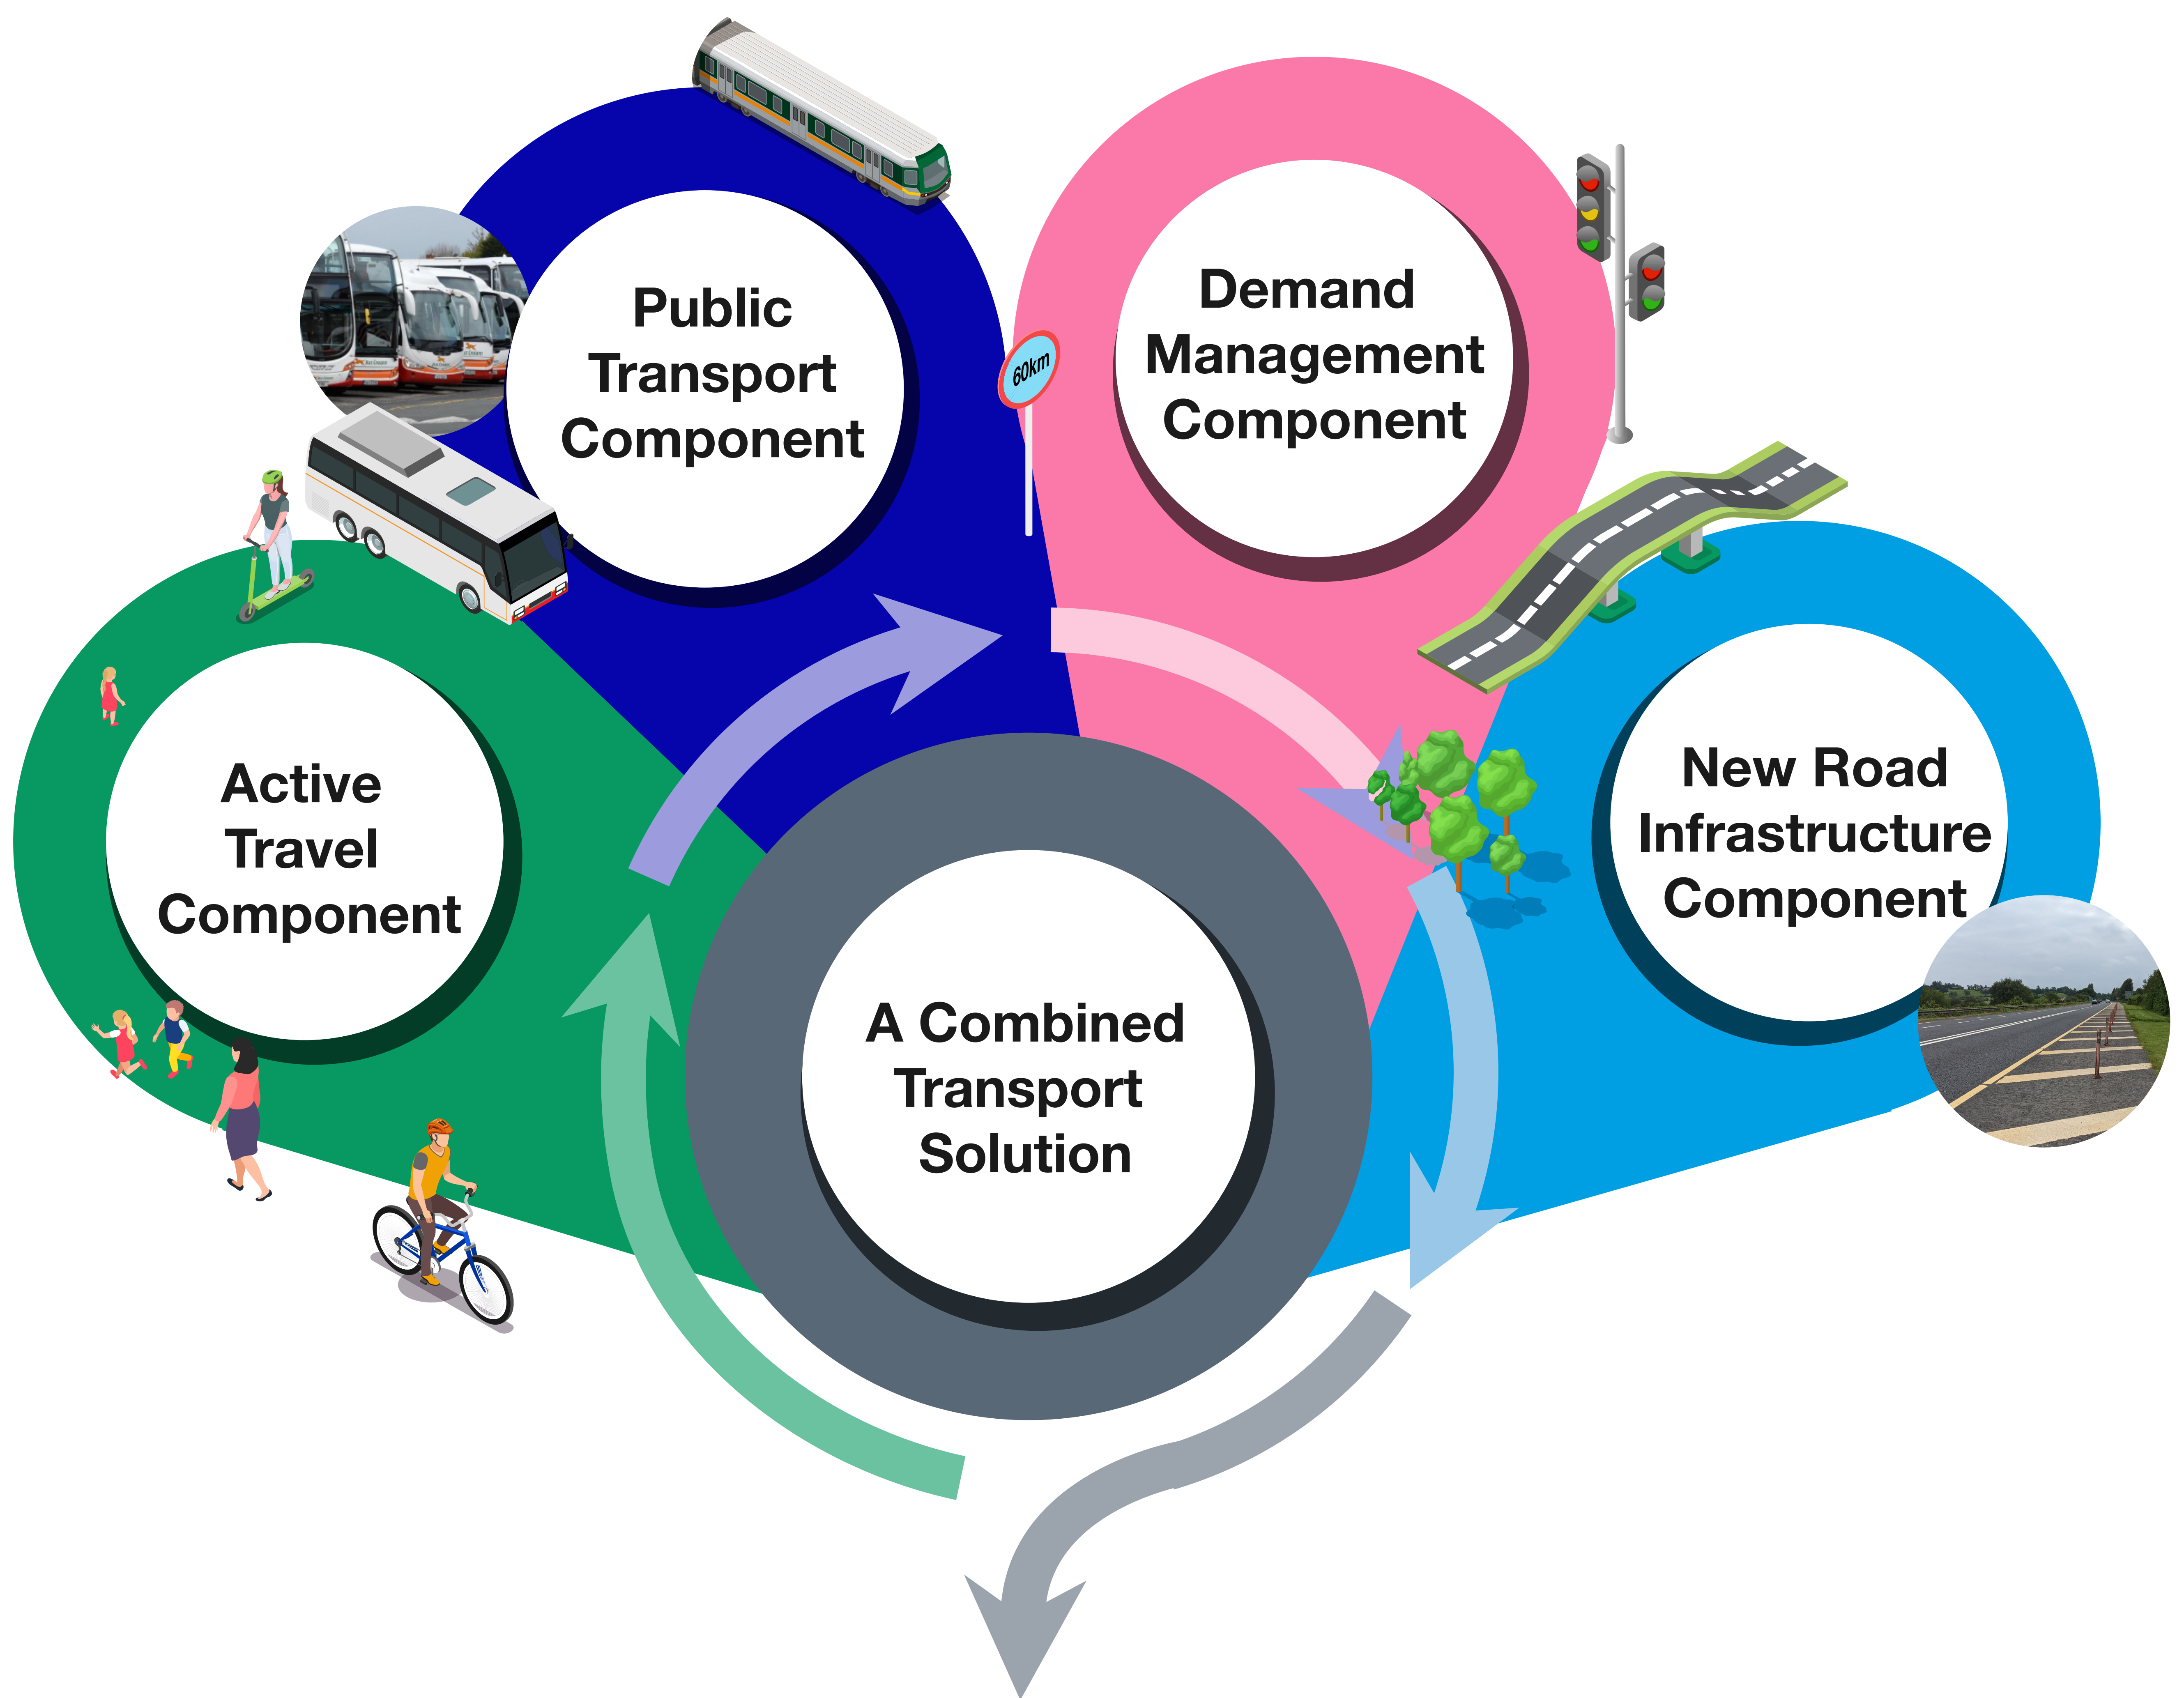 Public
Transport
Component
Demand
Management
Component
60km
Active
Travel
Component
New Road
Infrastructure
Component
A Combined
Transport
Solution